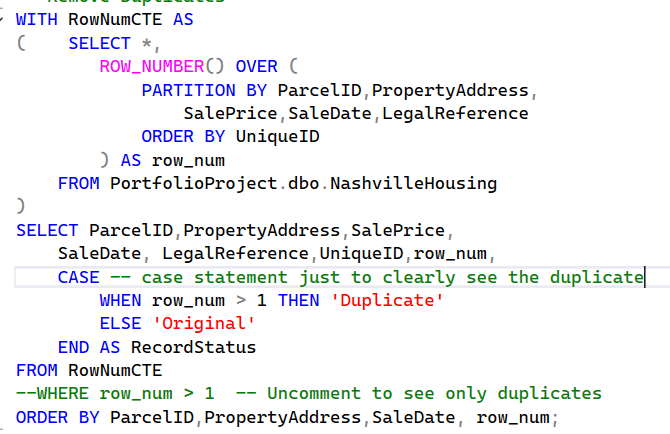 Remove Duplicates
WITH RowNumCTE AS
(    SELECT *,
        ROW_NUMBER() OVER (
            PARTITION BY ParcelID,PropertyAddress,
                SalePrice,SaleDate,LegalReference
            ORDER BY UniqueID
        ) AS row_num
    FROM PortfolioProject.dbo.NashvilleHousing
)
SELECT ParcelID,PropertyAddress,SalePrice,
    SaleDate, LegalReference,UniqueID,row_num,
    CASE -- case statement just to clearly see the duplicate
        WHEN row_num > 1 THEN 'Duplicate'
        ELSE 'Original'
    END AS RecordStatus
FROM RowNumCTE
--WHERE row_num > 1  -- Uncomment to see only duplicates
ORDER BY ParcelID,PropertyAddress,SaleDate, row_num;